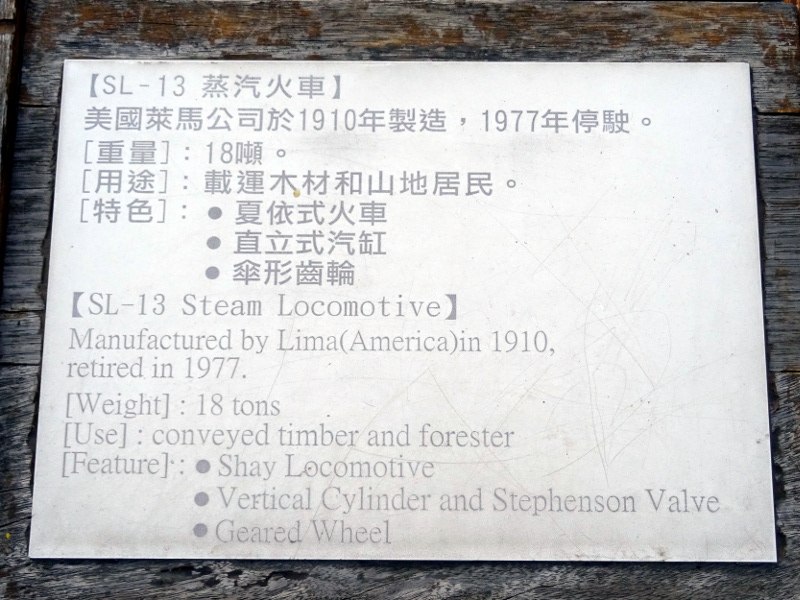 【SL-13 蒸汽火車】
美國萊馬公司於1910年製造，1977年停駛。
[重量]：18噸。
[用途]：載運木材和山地居民。
[特色]：●夏依式火車
●直立式汽缸
●傘形齒輪
【SL-13 Steam Locomotive】
Manufactured by Lima(America)in 1910,
retired in 1977.
[Weight] : 18 tons
[Use] : conveyed timber and forester
[Feature] : ● Shay Locomotive
● Vertical Cylinder and Stephenson Valve
● Geared Wheel